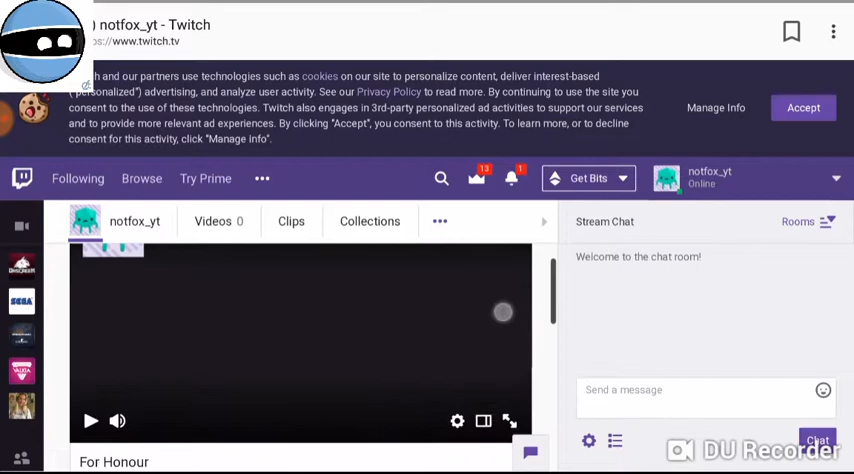 ) notfox_yt - Twitch
ps://www.twitch.tv
h and our partners use technologies such as cookies on our site to personalize content, deliver interest-based
("personalized") advertising, and analyze user activity. See our Privacy Policy to read more. By continuing to use the site you
consent to the use of these technologies. Twitch also engages in 3rd-party personalized ad activities to support our services
and to provide more relevant ad experiences. By clicking "Accept", you consent to this activity. To learn more, or to decline
consent for this activity, click "Manage info".
Manage Info
Accept
Following
Browse
Try Prime
13
1
Get Bits
notfox_yt
Online
notfox_yt
Videos 0
Clips
Collections
Stream Chat
Rooms
Welcome to the chat room!
SEGA
Send a message
Chat
For Honour
DU Recorder